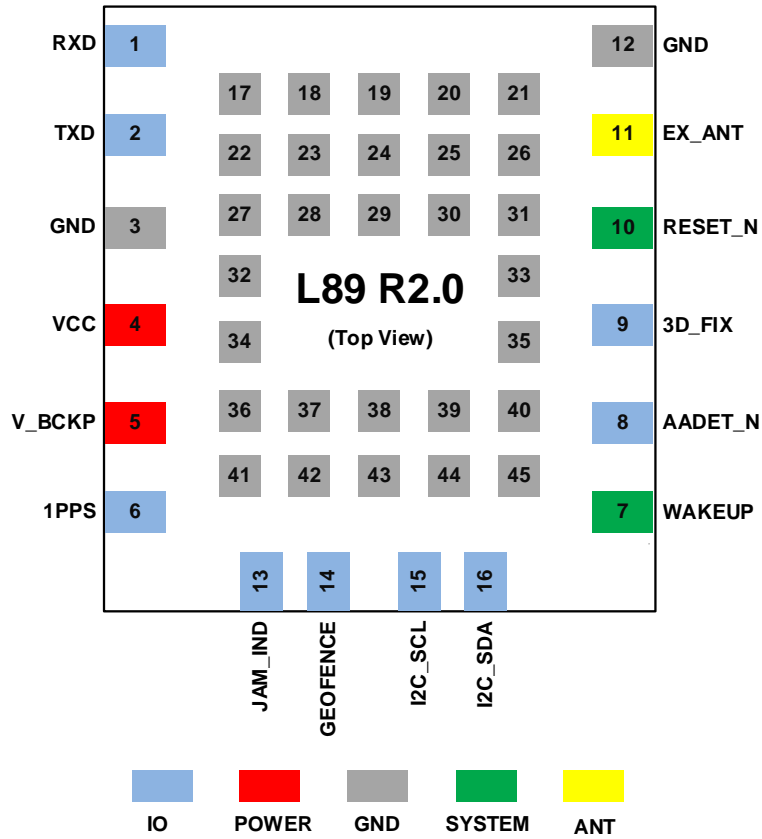 RXD 1 12 GND
17 18 19 20 21
TXD 2 11 EX_ANT
22 23 24 25 26
GND 3 27 28 29 30 31 10 RESET_N
32 L89 R2.0 33
VCC 4 34 (Top View) 35 9 3D_FIX
V_BCKP 5 36 37 38 39 40 8 AADET_N
41 42 43 44 45
1PPS 6 7 WAKEUP
13 14 15 16
JAM_IND
GEOFENCE
I2C_SCL
I2C_SDA
IO POWER GND SYSTEM ANT